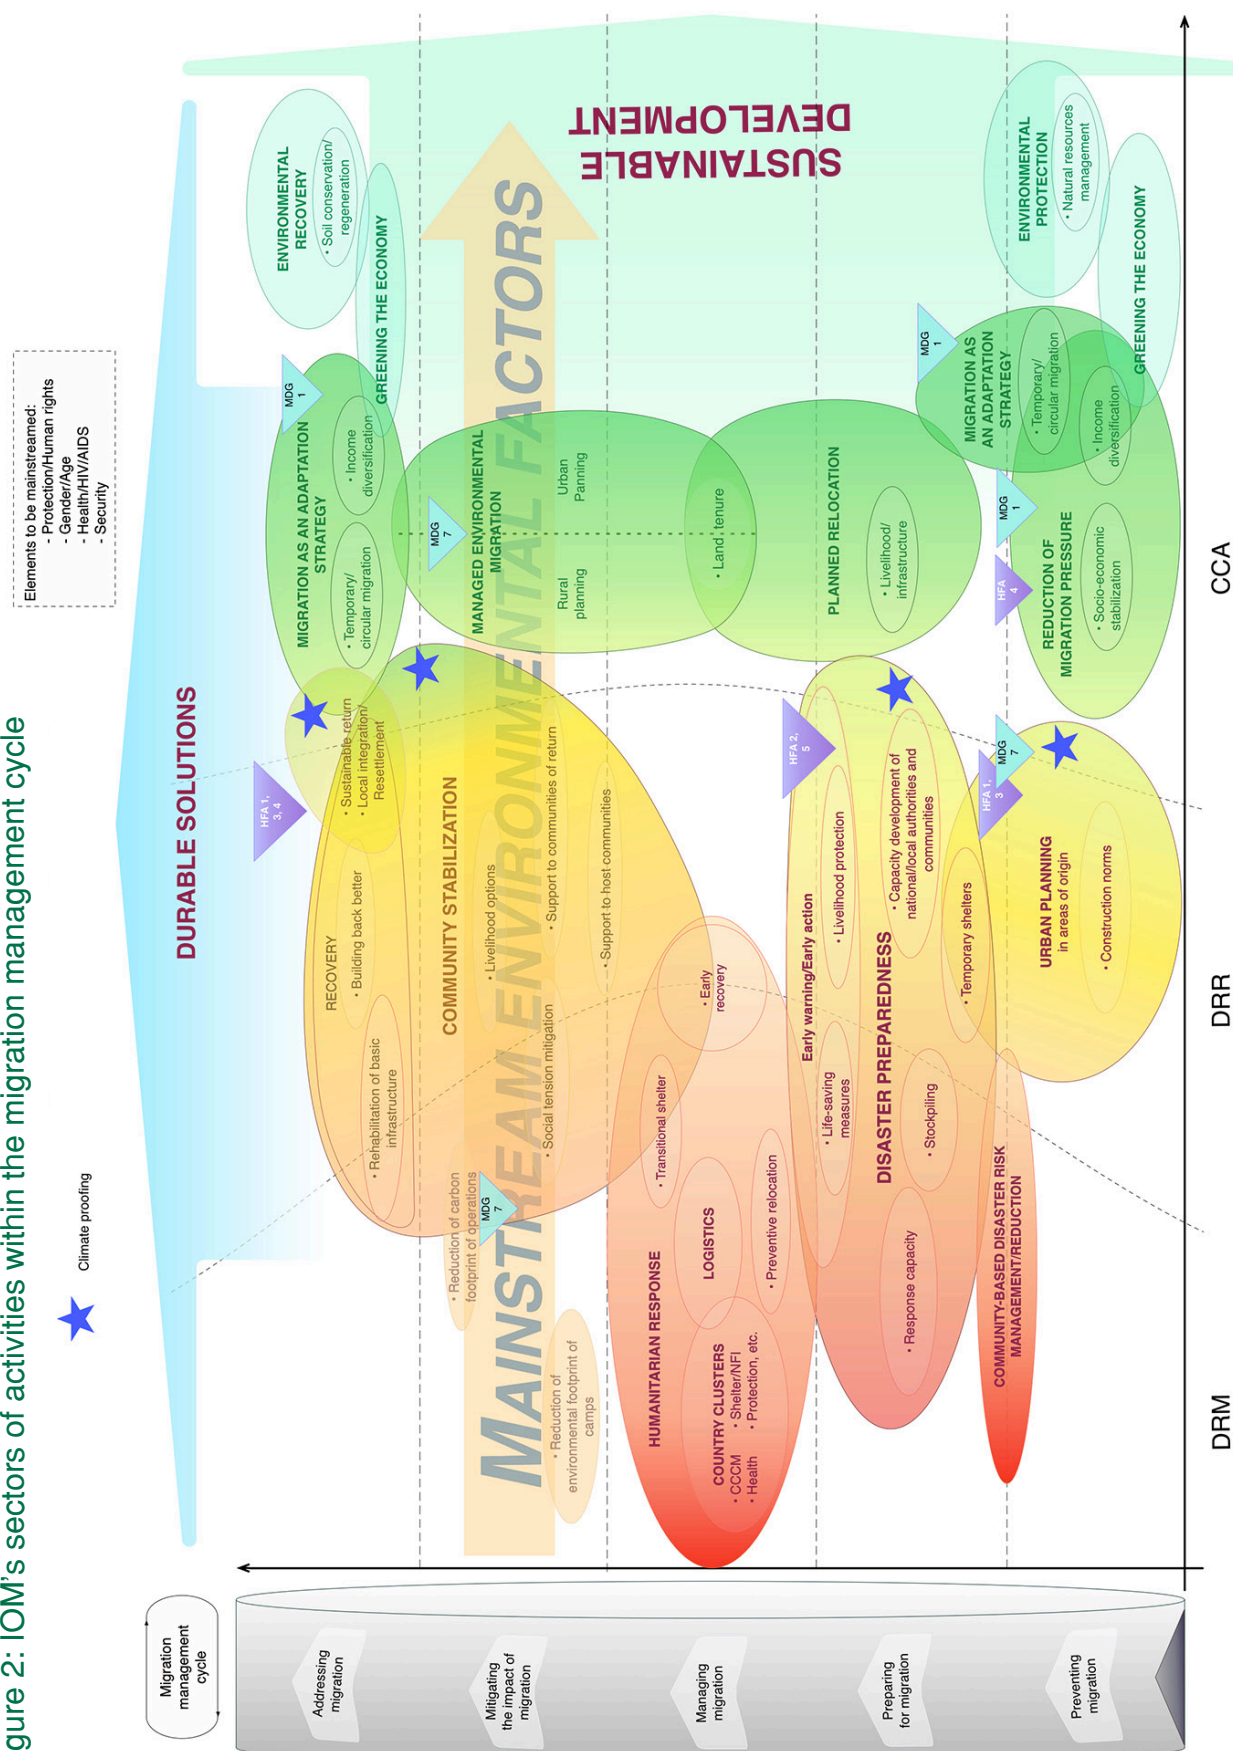 gure 2: IOM's sectors of activities within the migration management cycle
Climate proofing
Elements to be mainstreamed:
- Protection/Human rights
- Gender/Age
- Health/HIV/AIDS
- Security
Migration
management
cycle
Addressing
migration
Mitigating
the impact of
migration
Managing
migration
Preparing
for migration
Preventing
migration
DURABLE SOLUTIONS
SUSTAINABLE
DEVELOPMENT
MAINSTREAM ENVIRONMENTAL FACTORS
HFA 1,
3, 4
RECOVERY
• Rehabilitation of basic
infrastructure
• Building back better
• Sustainable return
• Local integration/
Resettlement
MIGRATION AS AN ADAPTATION
STRATEGY
• Temporary/
circular migration
• Income
diversification
MDG
1
ENVIRONMENTAL
RECOVERY
• Soil conservation/
regeneration
GREENING THE ECONOMY
• Reduction of carbon
footprint of operations
MDG
7
• Reduction of
environmental footprint of
camps
COMMUNITY STABILIZATION
• Livelihood options
• Social tension mitigation
• Support to communities of return
• Support to host communities
MDG
7
MANAGED ENVIRONMENTAL
MIGRATION
Rural
planning
Urban
Panning
• Land tenure
HUMANITARIAN RESPONSE
• Transitional shelter
• Early
recovery
LOGISTICS
COUNTRY CLUSTERS
• CCCM
• Shelter/NFI
• Health
• Protection, etc.
• Preventive relocation
PLANNED RELOCATION
• Livelihood/
infrastructure
HFA 2,
5
Early warning/Early action
• Life-saving
measures
• Livelihood protection
DISASTER PREPAREDNESS
• Response capacity
• Stockpiling
• Capacity development of
national/local authorities and
communities
• Temporary shelters
COMMUNITY-BASED DISASTER RISK
MANAGEMENT/REDUCTION
HFA 1,
3
MDG
7
URBAN PLANNING
in areas of origin
• Construction norms
HFA
4
MDG
1
REDUCTION OF
MIGRATION PRESSURE
• Socio-economic
stabilization
• Income
diversification
MDG
1
MIGRATION AS
AN ADAPTATION
STRATEGY
• Temporary/
circular migration
ENVIRONMENTAL
PROTECTION
• Natural resources
management
GREENING THE ECONOMY
DRM
DRR
CCA